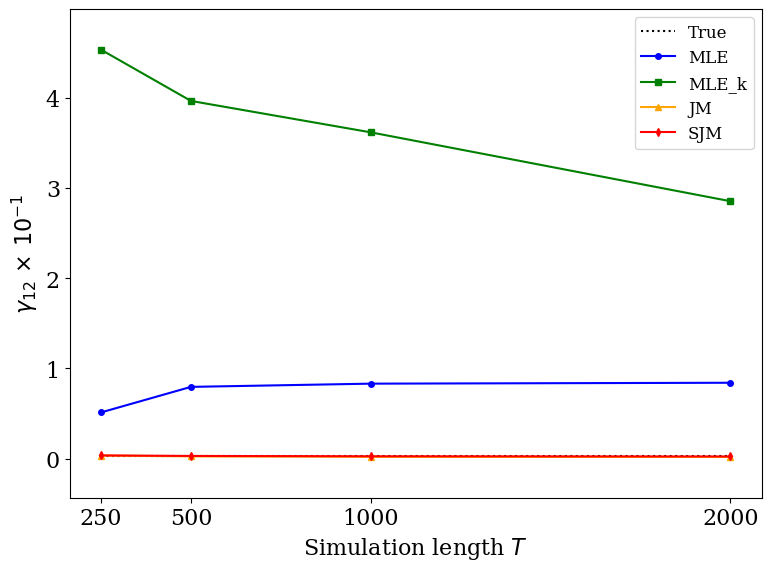 True
MLE
MLE_k
JM
SJM
4
3
2
1
0
γ₁₂ × 10⁻¹
250 500 1000 2000
Simulation length T